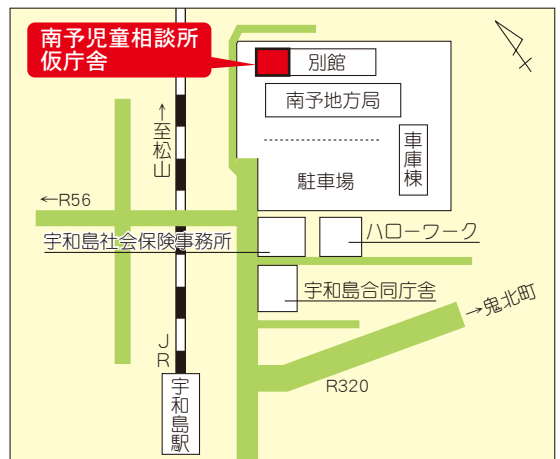 南予児童相談所
仮庁舎
別館
南予地方局
車庫棟
駐車場
←至松山
←R56
宇和島社会保険事務所
ハローワーク
宇和島合同庁舎
→鬼北町
R320
JR
宇和島駅